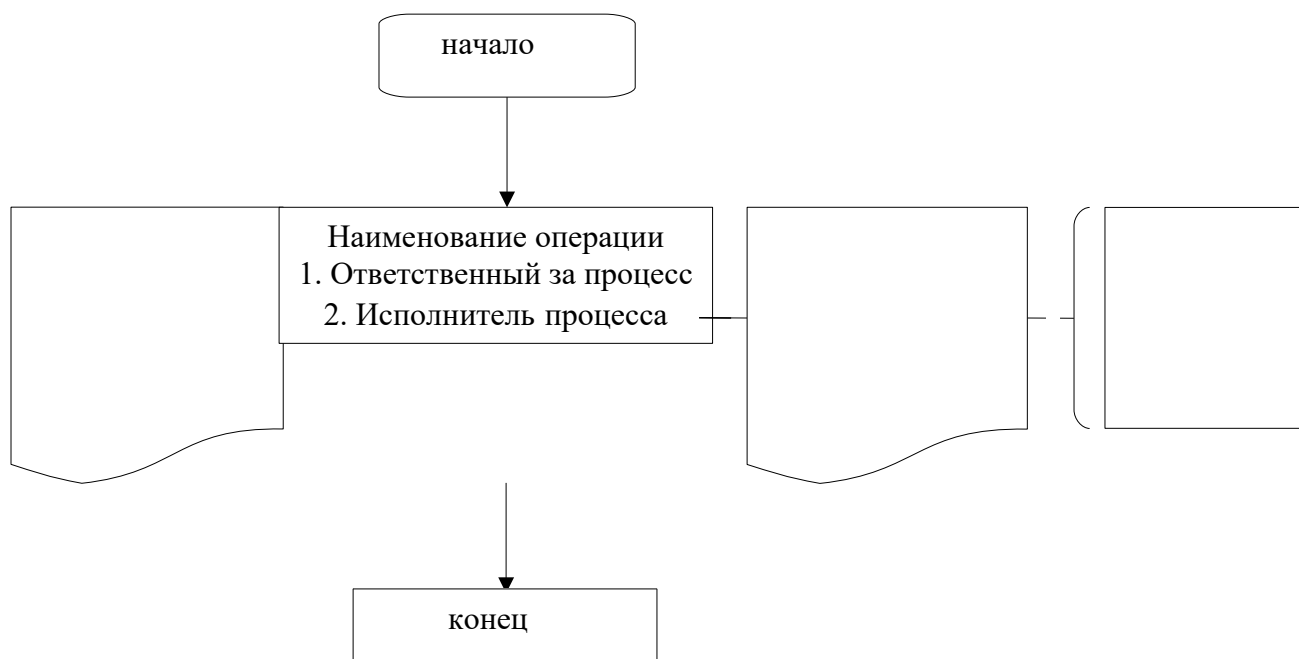 начало
Наименование операции
1. Ответственный за процесс
2. Исполнитель процесса
конец